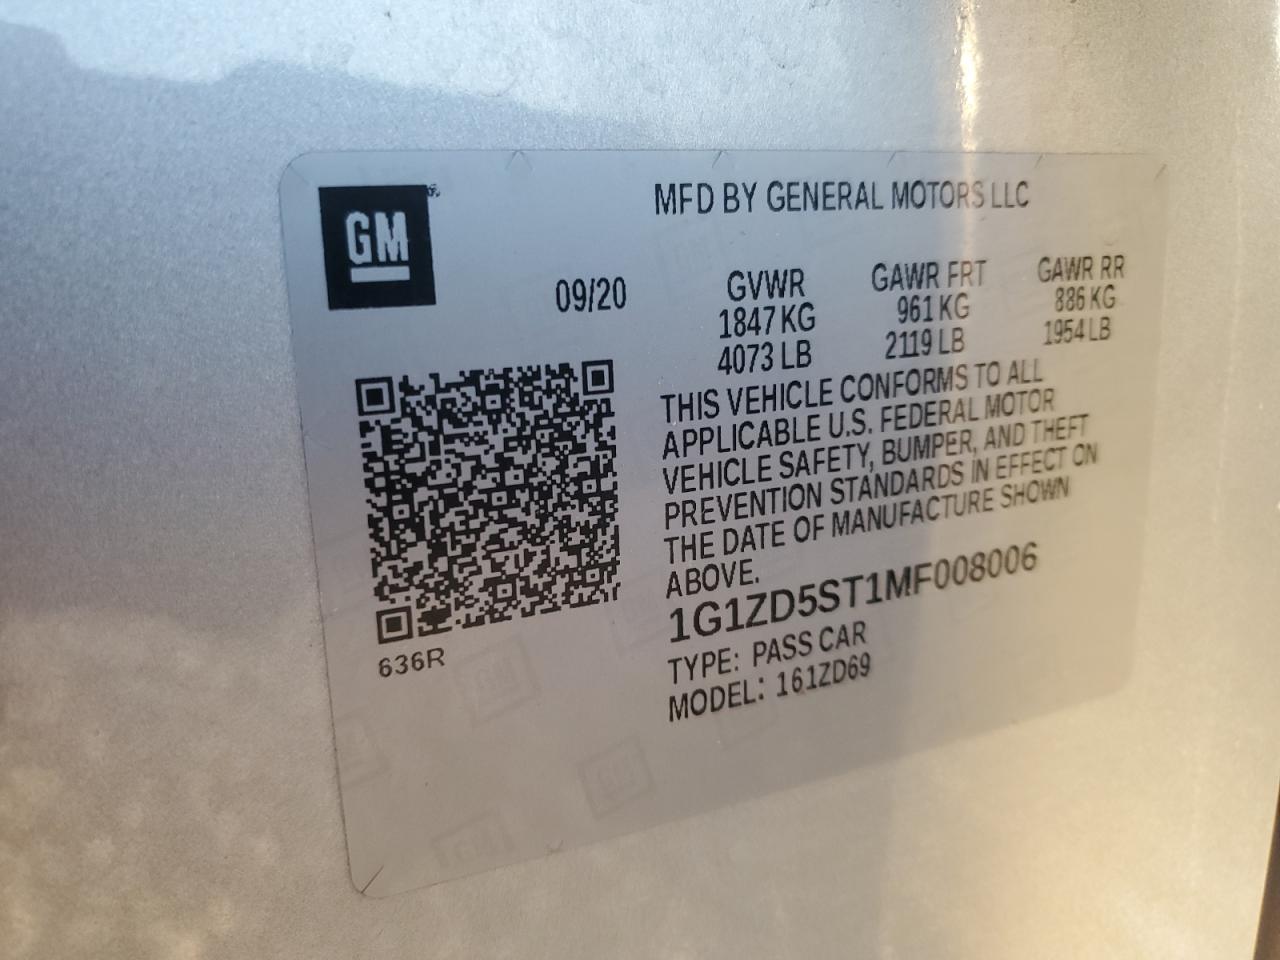 GM
MFD BY GENERAL MOTORS LLC
09/20
GVWR
1847 KG
4073 LB
GAWR FRT
961 KG
2119 LB
GAWR RR
886 KG
1954 LB
THIS VEHICLE CONFORMS TO ALL
APPLICABLE U.S. FEDERAL MOTOR
VEHICLE SAFETY, BUMPER, AND THEFT
PREVENTION STANDARDS IN EFFECT ON
THE DATE OF MANUFACTURE SHOWN
ABOVE.
1G1ZD5ST1MF008006
TYPE: PASS CAR
MODEL: 161ZD69
636R